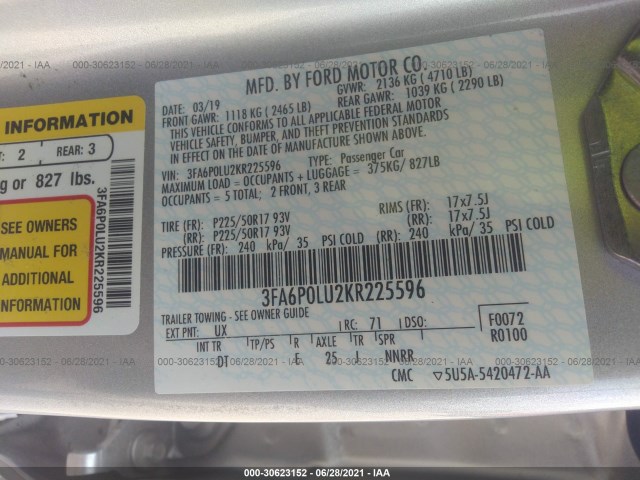 000-30623152 - 06/28/2021 - IAA
INFORMATION
: 2 REAR: 3
g or 827 lbs.
SEE OWNERS
MANUAL FOR
ADDITIONAL
INFORMATION
3FA6P0LU2KR225596
MFD. BY FORD MOTOR CO.
DATE: 03/19 GVWR: 2136 KG ( 4710 LB)
FRONT GAWR: 1118 KG ( 2465 LB) REAR GAWR: 1039 KG ( 2290 LB)
THIS VEHICLE CONFORMS TO ALL APPLICABLE FEDERAL MOTOR
VEHICLE SAFETY, BUMPER, AND THEFT PREVENTION STANDARDS
IN EFFECT ON THE DATE OF MANUFACTURE SHOWN ABOVE.
VIN: 3FA6P0LU2KR225596 TYPE: Passenger Car
MAXIMUM LOAD = OCCUPANTS + LUGGAGE = 375KG/ 827LB
OCCUPANTS = 5 TOTAL; 2 FRONT, 3 REAR
TIRE (FR): P225/50R17 93V RIMS (FR): 17x7.5J
(RR): P225/50R17 93V (RR): 17x7.5J
PRESSURE (FR): 240 kPa/ 35 PSI COLD (RR): 240 kPa/ 35 PSI COLD
3FA6P0LU2KR225596
TRAILER TOWING - SEE OWNER GUIDE
EXT PNT: UX RC: 71 DSO: F0072
R0100
INT TR TP/PS R AXLE TR SPR
DT E 25 J NNRR
CMC ▽5U5A-5420472-AA
000-30623152 - 06/28/2021 - IAA